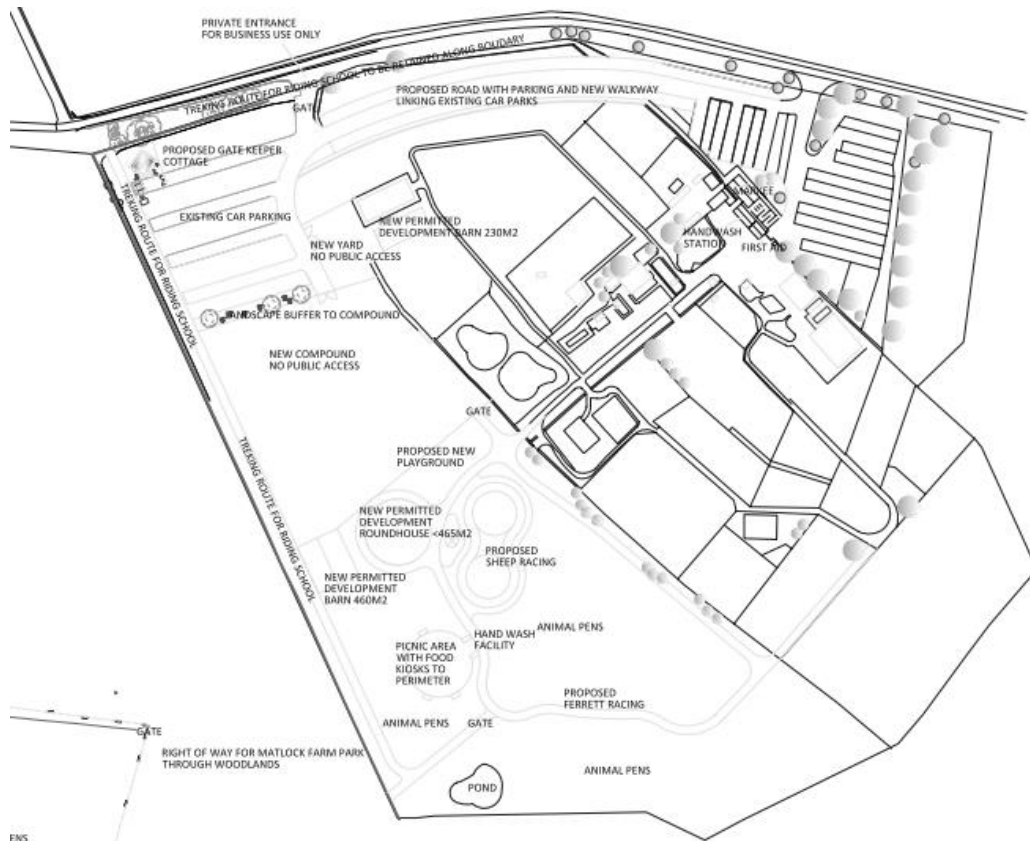 PRIVATE ENTRANCE
FOR BUSINESS USE ONLY
TREKING ROUTE FOR RIDING SCHOOL TO BE RETAINED ALONG BOUDARY
GATE
PROPOSED ROAD WITH PARKING AND NEW WALKWAY
LINKING EXISTING CAR PARKS
PROPOSED GATE KEEPER
COTTAGE
TREKING ROUTE FOR RIDING SCHOOL
EXISTING CAR PARKING
NEW PERMITTED
DEVELOPMENT BARN 230M2
NEW YARD
NO PUBLIC ACCESS
HANDWASH
STATION
FIRST AID
LANDSCAPE BUFFER TO COMPOUND
NEW COMPOUND
NO PUBLIC ACCESS
GATE
TREKING ROUTE FOR RIDING SCHOOL
PROPOSED NEW
PLAYGROUND
NEW PERMITTED
DEVELOPMENT
ROUNDHOUSE <465M2
PROPOSED
SHEEP RACING
NEW PERMITTED
DEVELOPMENT
BARN 460M2
HAND WASH
FACILITY
ANIMAL PENS
PICNIC AREA
WITH FOOD
KIOSKS TO
PERIMETER
PROPOSED
FERRETT RACING
ANIMAL PENS
GATE
GATE
RIGHT OF WAY FOR MATLOCK FARM PARK
THROUGH WOODLANDS
ANIMAL PENS
POND
ENS